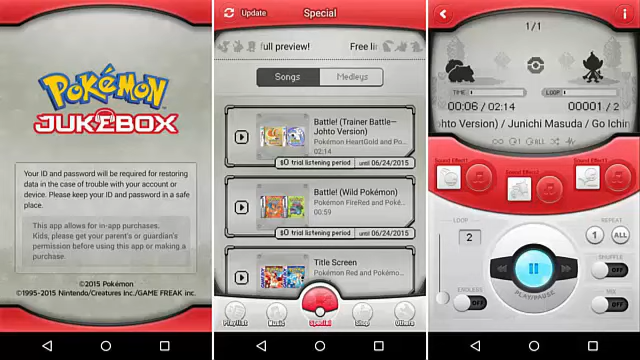 POKÉMON
JUKEBOX
Your ID and password will be required for restoring
data in the case of trouble with your account or
device. Please keep your ID and password in a safe
place.
This app allows for in-app purchases.
Kids, please get your parent's or guardian's
permission before using this app or making a
purchase.
©2015 Pokémon
©1995-2015 Nintendo/Creatures Inc./GAME FREAK inc.
Update
Special
full preview!
Free li
Songs
Medleys
Battle! (Trainer Battle—
Johto Version)
Pokémon HeartGold and Po..
02:14
$0 trial listening period until 06/24/2015
Battle! (Wild Pokémon)
Pokémon FireRed and Poké...
00:59
$0 trial listening period until 06/24/2015
Title Screen
Pokémon Red and Pokémo...
Playlist
Music
Special
Shop
Others
1/1
TIME
LOOP
00:06 / 02:14
00001 / 2
ohto Version) / Junichi Masuda / Go Ichin
1
ALL
Sound Effect1
Sound Effect2
Sound Effect3
LOOP
2
REPEAT
1
ALL
SHUFFLE
OFF
PLAY/PAUSE
ENDLESS
OFF
MIX
OFF